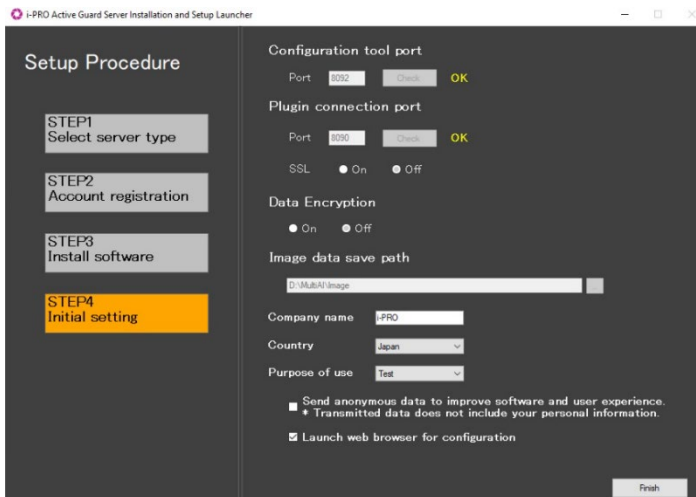 i-PRO Active Guard Server Installation and Setup Launcher
Setup Procedure
STEP1
Select server type
STEP2
Account registration
STEP3
Install software
STEP4
Initial setting
Configuration tool port
Port 8092 Check OK
Plugin connection port
Port 8090 Check OK
SSL On Off
Data Encryption
On Off
Image data save path
D:\MultiAI\Image ...
Company name i-PRO
Country Japan
Purpose of use Test
Send anonymous data to improve software and user experience.
* Transmitted data does not include your personal information.
Launch web browser for configuration
Finish